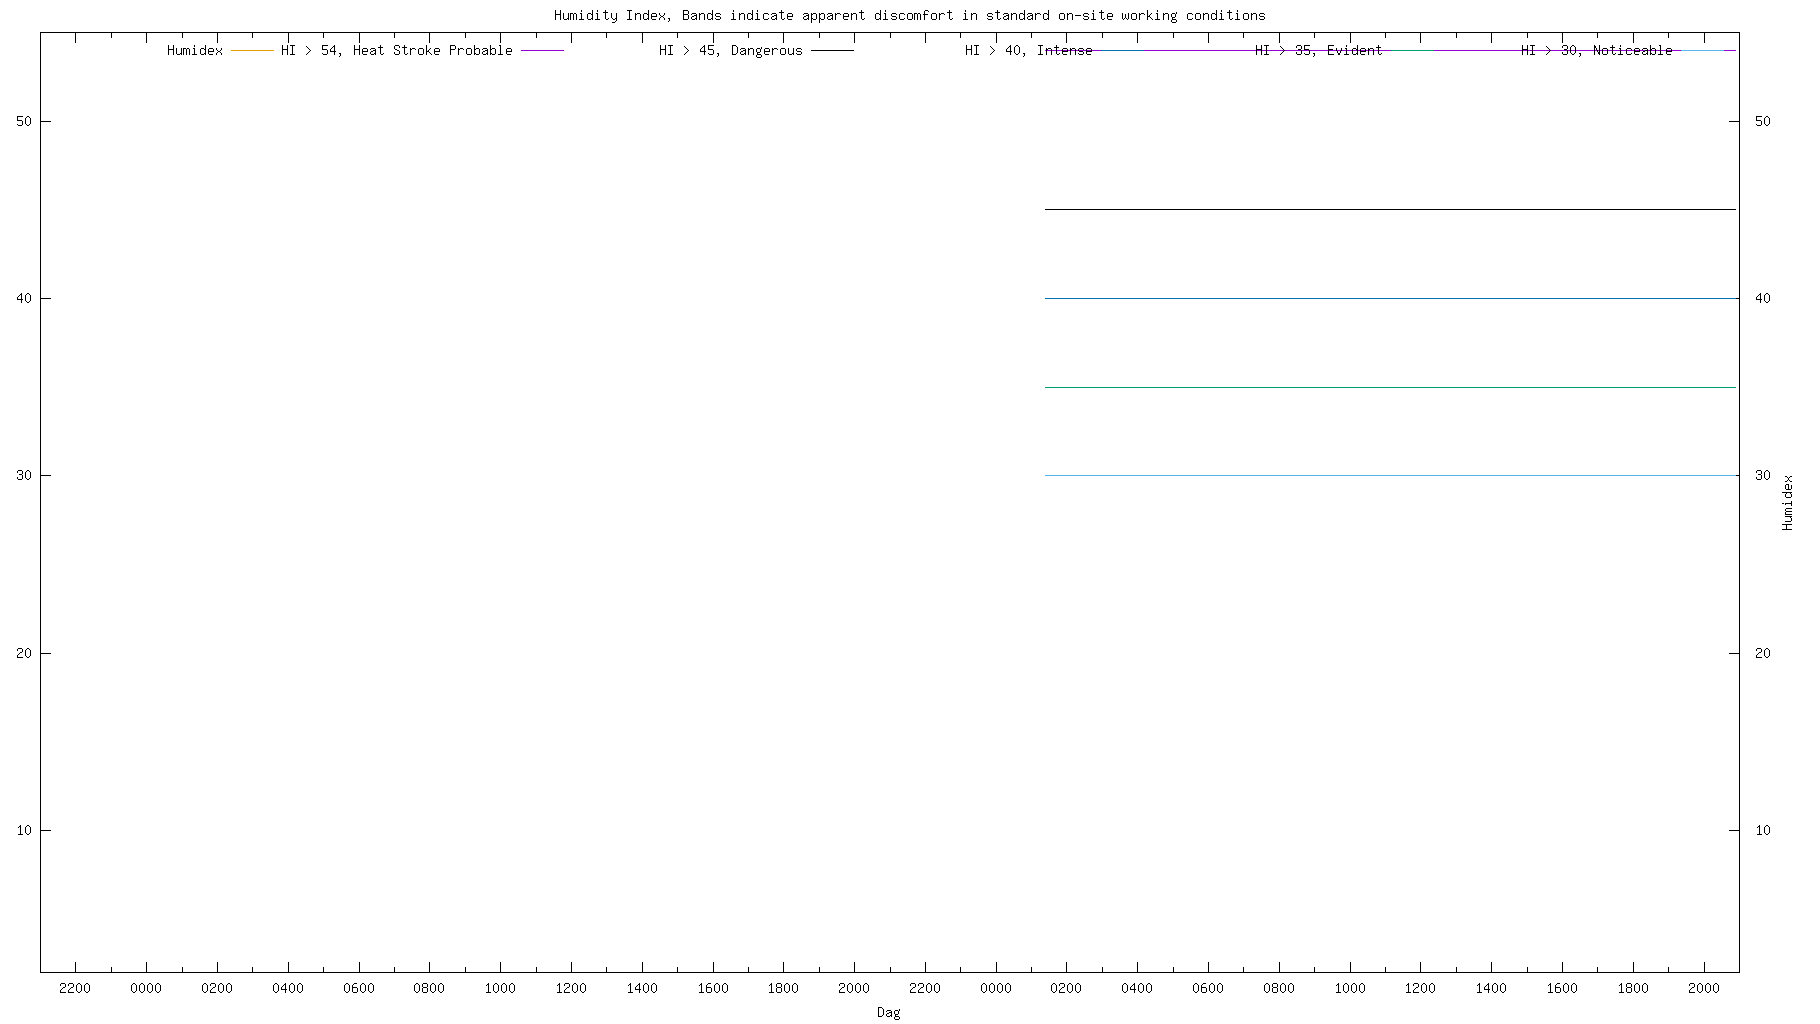 Humidity Index, Bands indicate apparent discomfort in standard on-site working conditions
Humidex HI > 54, Heat Stroke Probable HI > 45, Dangerous HI > 40, Intense HI > 35, Evident HI > 30, Noticeable
50 50
40 40
30 30
Humidex
20 20
10 10
2200 0000 0200 0400 0600 0800 1000 1200 1400 1600 1800 2000 2200 0000 0200 0400 0600 0800 1000 1200 1400 1600 1800 2000
Dag